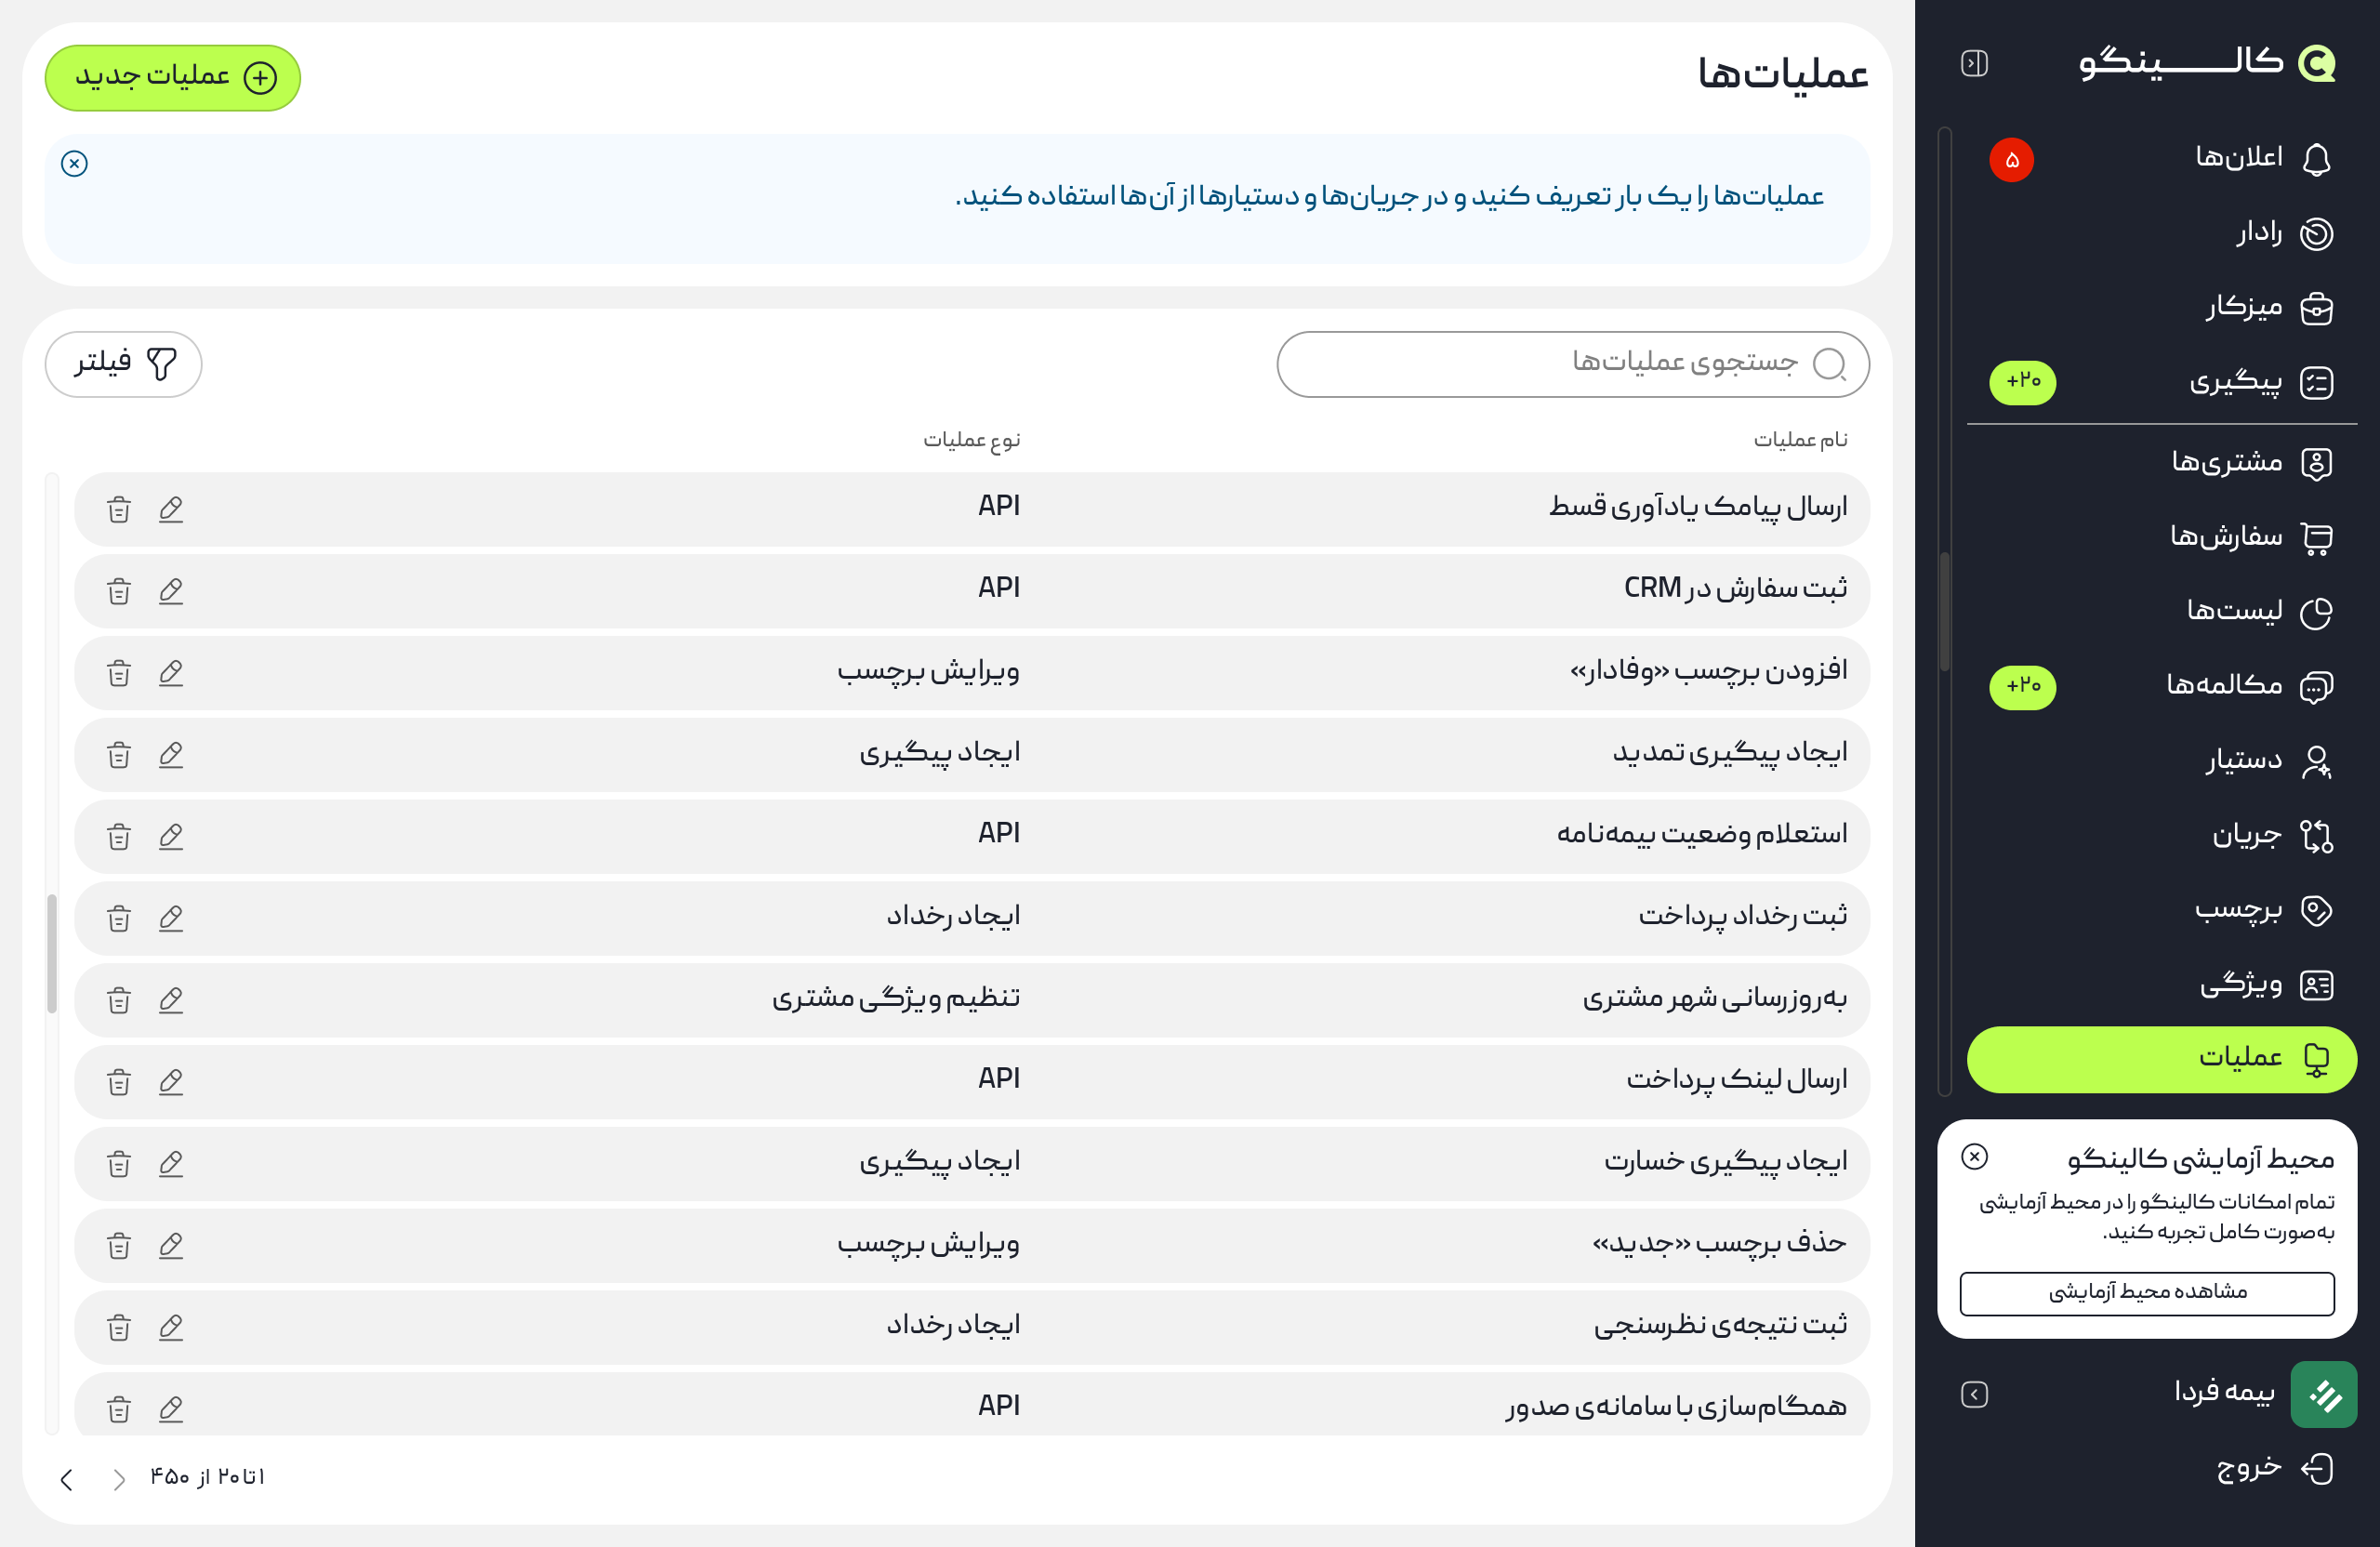 کالینگو
اعلان‌ها ۵
رادار
میزکار
پیگیری ۲۰+
مشتری‌ها
سفارش‌ها
لیست‌ها
مکالمه‌ها ۲۰+
دستیار
جریان
برچسب
ویژگی
عملیات
محیط آزمایشی کالینگو
تمام امکانات کالینگو را در محیط آزمایشی
به‌صورت کامل تجربه کنید.
مشاهده محیط آزمایشی
بیمه فردا
خروج
عملیات‌ها
عملیات جدید
عملیات‌ها را یک بار تعریف کنید و در جریان‌ها و دستیارها از آن‌ها استفاده کنید.
جستجوی عملیات‌ها
فیلتر
نام عملیات نوع عملیات
ارسال پیامک یادآوری قسط API
ثبت سفارش در CRM API
افزودن برچسب «وفادار» ویرایش برچسب
ایجاد پیگیری تمدید ایجاد پیگیری
استعلام وضعیت بیمه‌نامه API
ثبت رخداد پرداخت ایجاد رخداد
به‌روزرسانی شهر مشتری تنظیم ویژگی مشتری
ارسال لینک پرداخت API
ایجاد پیگیری خسارت ایجاد پیگیری
حذف برچسب «جدید» ویرایش برچسب
ثبت نتیجه‌ی نظرسنجی ایجاد رخداد
همگام‌سازی با سامانه‌ی صدور API
۱ تا ۲۰ از ۴۵۰